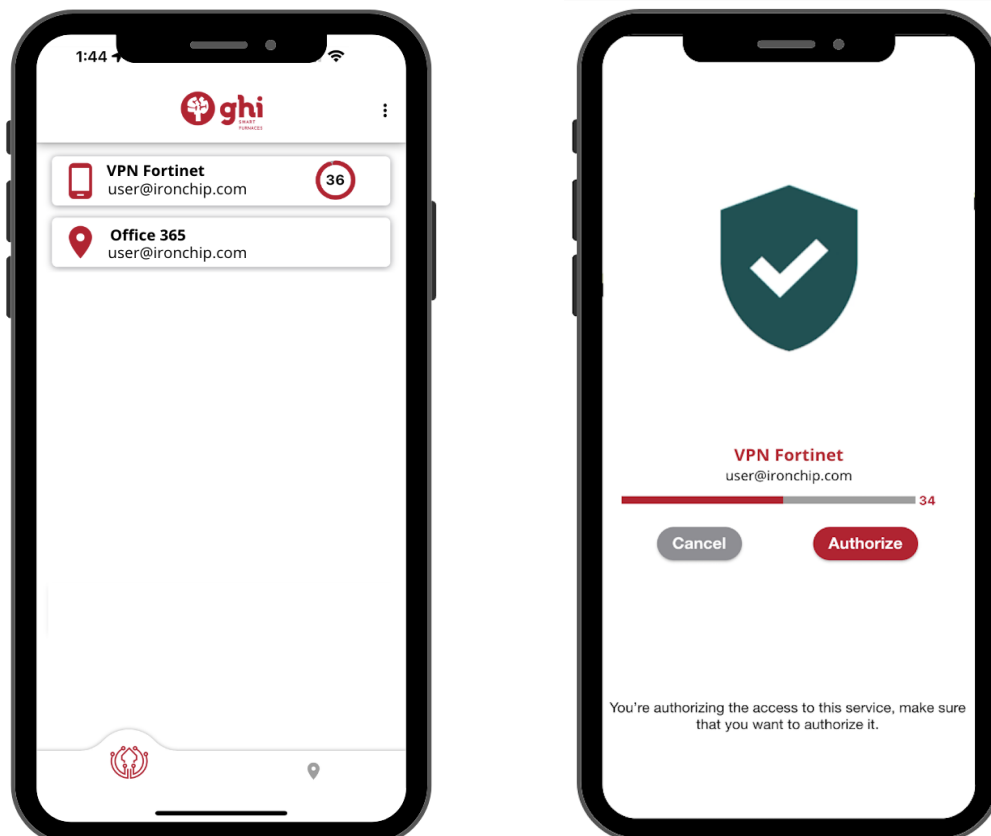 1:44
ghi
SMART
FURNACES
VPN Fortinet
user@ironchip.com
36
Office 365
user@ironchip.com
VPN Fortinet
user@ironchip.com
34
Cancel
Authorize
You’re authorizing the access to this service, make sure
that you want to authorize it.